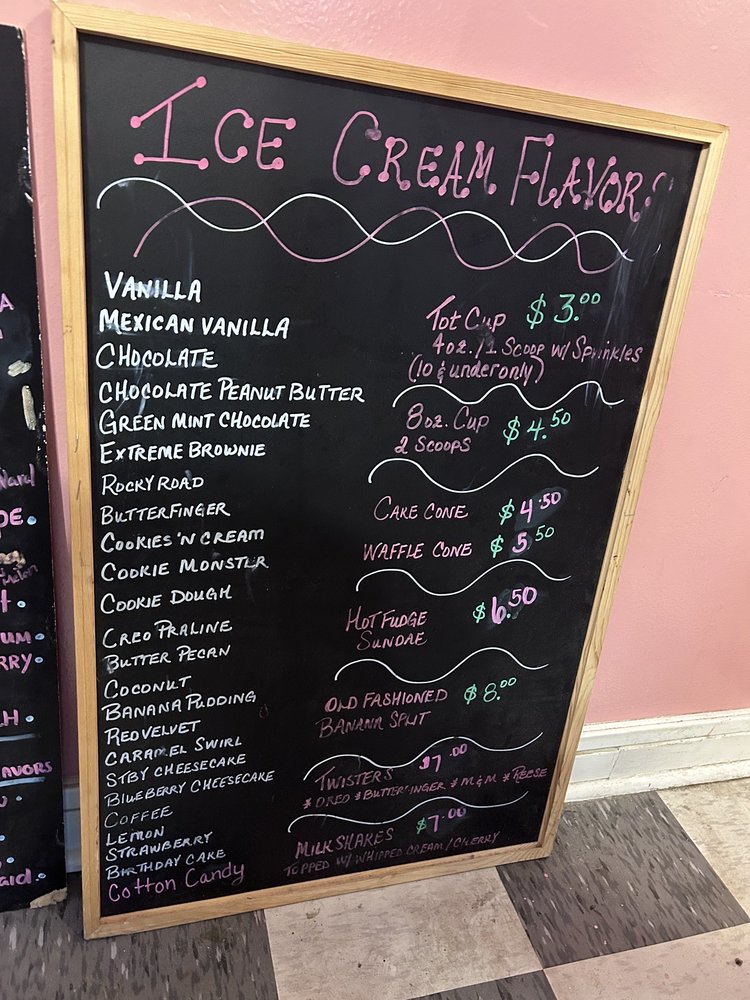 ICE CREAM FLAVORS
VANILLA
MEXICAN VANILLA
CHOCOLATE
CHOCOLATE PEANUT BUTTER
GREEN MINT CHOCOLATE
EXTREME BROWNIE
ROCKY ROAD
BUTTERFINGER
COOKIES 'N CREAM
COOKIE MONSTER
COOKIE DOUGH
CREO PRALINE
BUTTER PECAN
COCONUT
BANANA PUDDING
RED VELVET
CARAMEL SWIRL
STBY CHEESECAKE
BLUEBERRY CHEESECAKE
COFFEE
LEMON
STRAWBERRY
BIRTHDAY CAKE
Cotton Candy
TOT CUP $3.00
4oz. / 1 SCOOP W/ SPRINKLES
(10 & under only)
8oz. CUP $4.50
2 SCOOPS
CAKE CONE $4.50
WAFFLE CONE $5.50
HOT FUDGE $6.50
SUNDAE
OLD FASHIONED $8.00
BANANA SPLIT
TWISTERS $7.00
* OREO * BUTTERFINGER * M&M * REESE
MILKSHAKES $7.00
TOPPED W/ WHIPPED CREAM / CHERRY